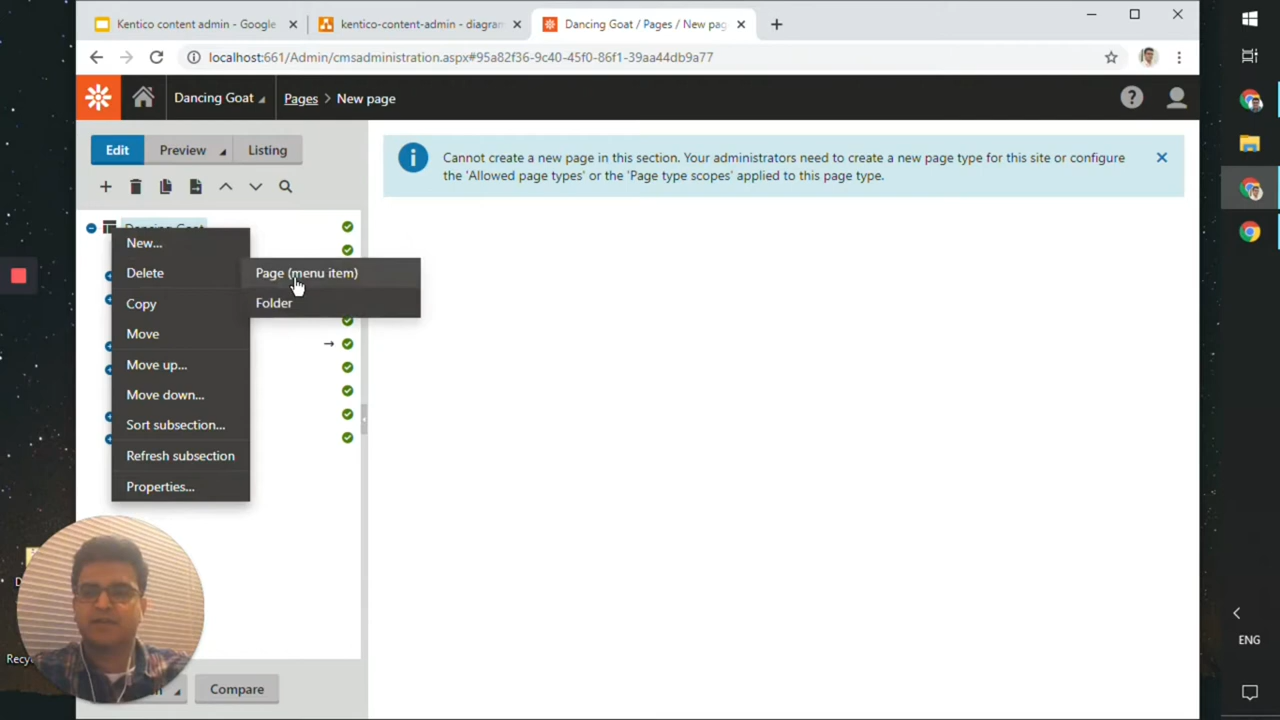 Kentico content admin - Google
kentico-content-admin - diagram
Dancing Goat / Pages / New pag
localhost:661/Admin/cmsadministration.aspx#95a82f36-9c40-45f0-86f1-39aa44db9a77
Dancing Goat
Pages > New page
Edit
Preview
Listing
Cannot create a new page in this section. Your administrators need to create a new page type for this site or configure
the 'Allowed page types' or the 'Page type scopes' applied to this page type.
Dancing Goat
New...
Delete
Page (menu item)
Copy
Folder
Move
Move up...
Move down...
Sort subsection...
Refresh subsection
Properties...
Compare
Recy
ENG